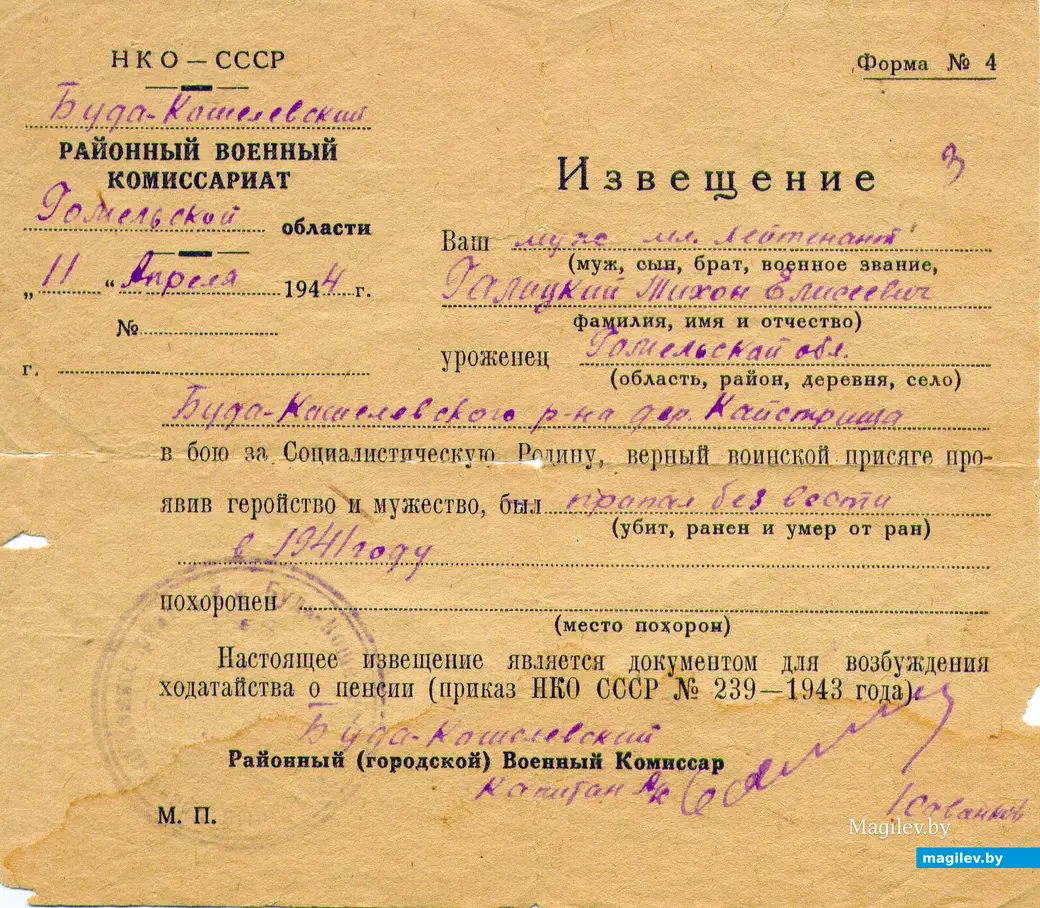 НКО — СССР
Форма № 4
Буда-Кошелевский
РАЙОННЫЙ ВОЕННЫЙ
КОМИССАРИАТ
Гомельской области
„ 11 “ Апреля 1944 г.
№
г.
3
Извещение
Ваш муж мл. лейтенант
(муж, сын, брат, военное звание,
Галицкий Тихон Елисеевич
фамилия, имя и отчество)
уроженец Гомельской обл.
(область, район, деревня, село)
Буда-Кошелевского р-на дер. Кайстрища
в бою за Социалистическую Родину, верный воинской присяге про-
явив геройство и мужество, был пропал без вести
(убит, ранен и умер от ран)
в 1941 году
похоронен
(место похорон)
Настоящее извещение является документом для возбуждения
ходатайства о пенсии (приказ НКО СССР № 239—1943 года).
Буда-Кошелевский
Районный (городской) Военный Комиссар
Капитан
М. П.
Magilev.by
magilev.by